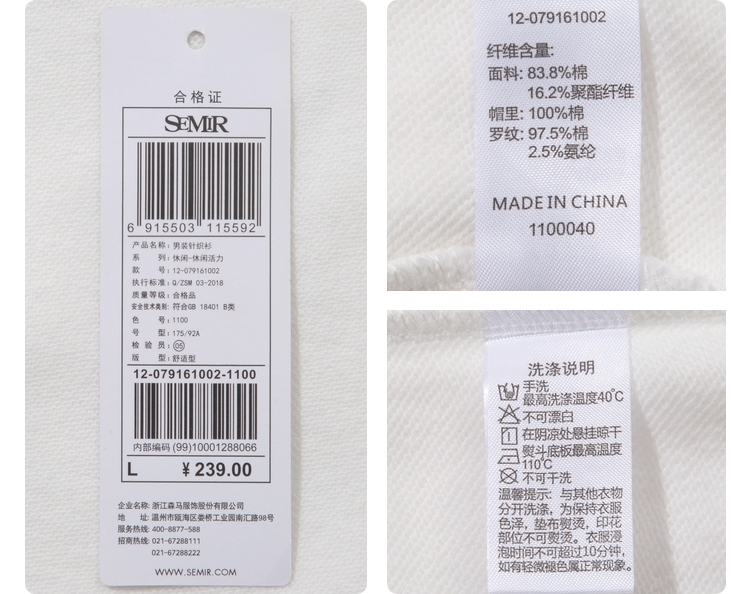 合格证
SEMIR
6 915503 115592
产品名称: 男装针织衫
系 列: 休闲-休闲活力
款 号: 12-079161002
执行标准: Q/ZSM 03-2018
质量等级: 合格品
安全技术类别: 符合GB 18401 B类
色 号: 1100
号 型: 175/92A
检 验 员: 05
版 型: 舒适型
12-079161002-1100
内部编码 (99)10001288066
L ¥239.00
企业名称: 浙江森马服饰股份有限公司
地 址: 温州市瓯海区娄桥工业园南汇路98号
服务热线: 400-8877-588
招商热线: 021-67288111
021-67288222
WWW.SEMIR.COM
12-079161002
纤维含量:
面料: 83.8%棉
16.2%聚酯纤维
帽里: 100%棉
罗纹: 97.5%棉
2.5%氨纶
MADE IN CHINA
1100040
洗涤说明
手洗
最高洗涤温度40℃
不可漂白
在阴凉处悬挂晾干
熨斗底板最高温度
110℃
不可干洗
温馨提示: 与其他衣物
分开洗涤, 为保持衣服
色泽, 垫布熨烫, 印花
部位不可熨烫。衣服浸
泡时间不可超过10分钟,
如有轻微褪色属正常现象。